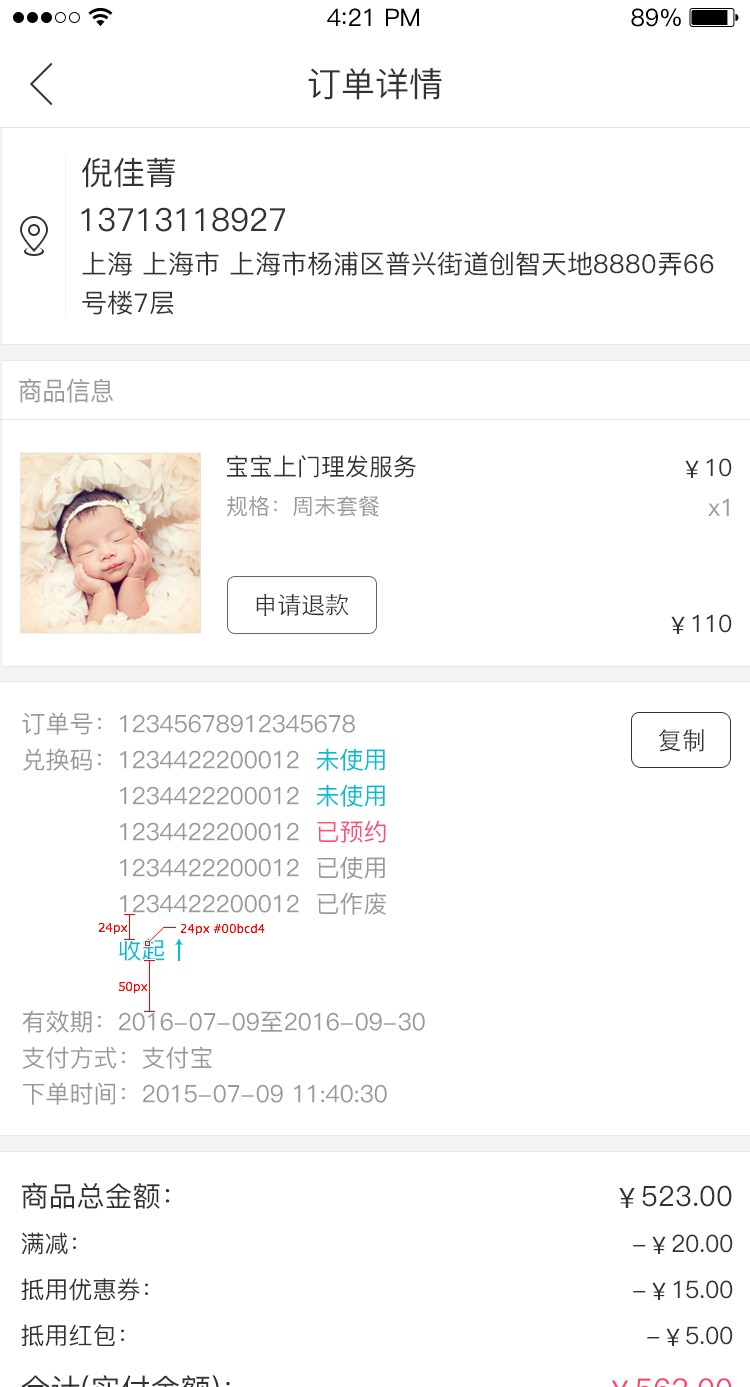 4:21 PM 89%
订单详情
倪佳菁
13713118927
上海 上海市 上海市杨浦区普兴街道创智天地8880弄66
号楼7层
商品信息
宝宝上门理发服务 ￥10
规格：周末套餐 x1
申请退款
￥110
订单号：12345678912345678
复制
兑换码：1234422200012 未使用
1234422200012 未使用
1234422200012 已预约
1234422200012 已使用
1234422200012 已作废
24px 24px #00bcd4
收起
50px
有效期：2016-07-09至2016-09-30
支付方式：支付宝
下单时间：2015-07-09 11:40:30
商品总金额： ￥523.00
满减： -￥20.00
抵用优惠券： -￥15.00
抵用红包： -￥5.00
合计(实付金额)： ￥563.00